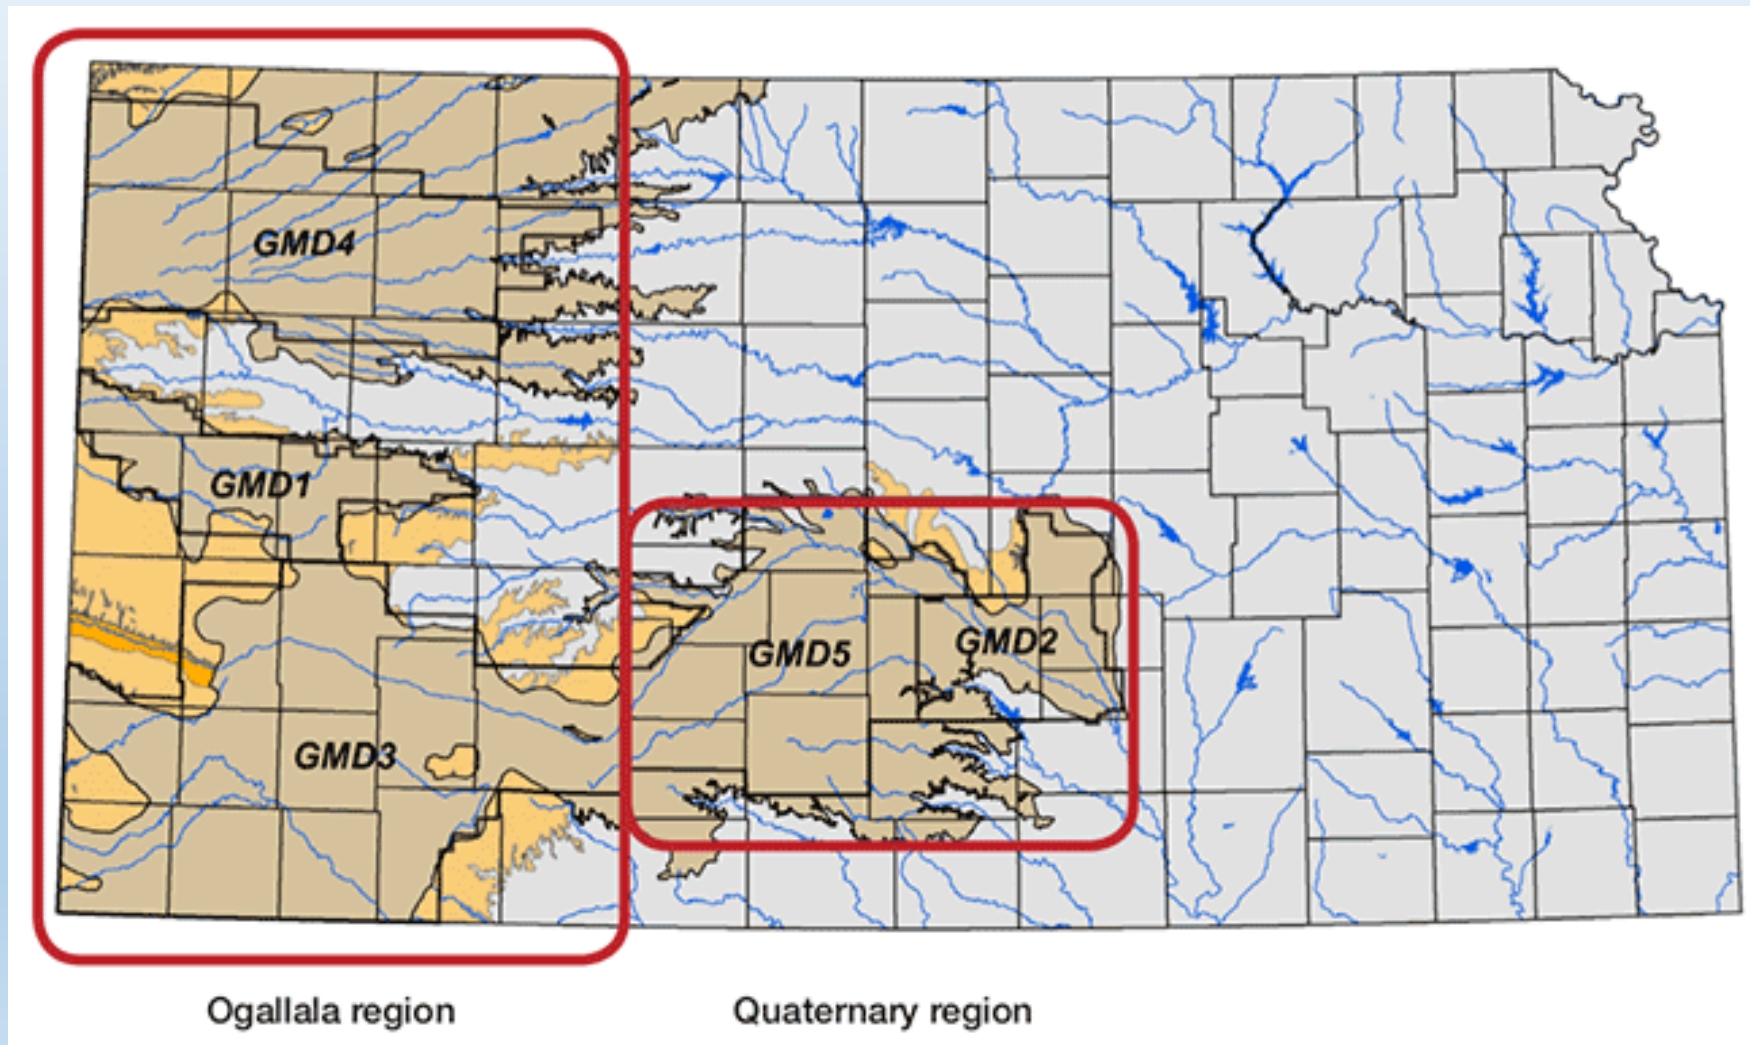 GMD4
GMD1
GMD5
GMD2
GMD3
Ogallala region
Quaternary region